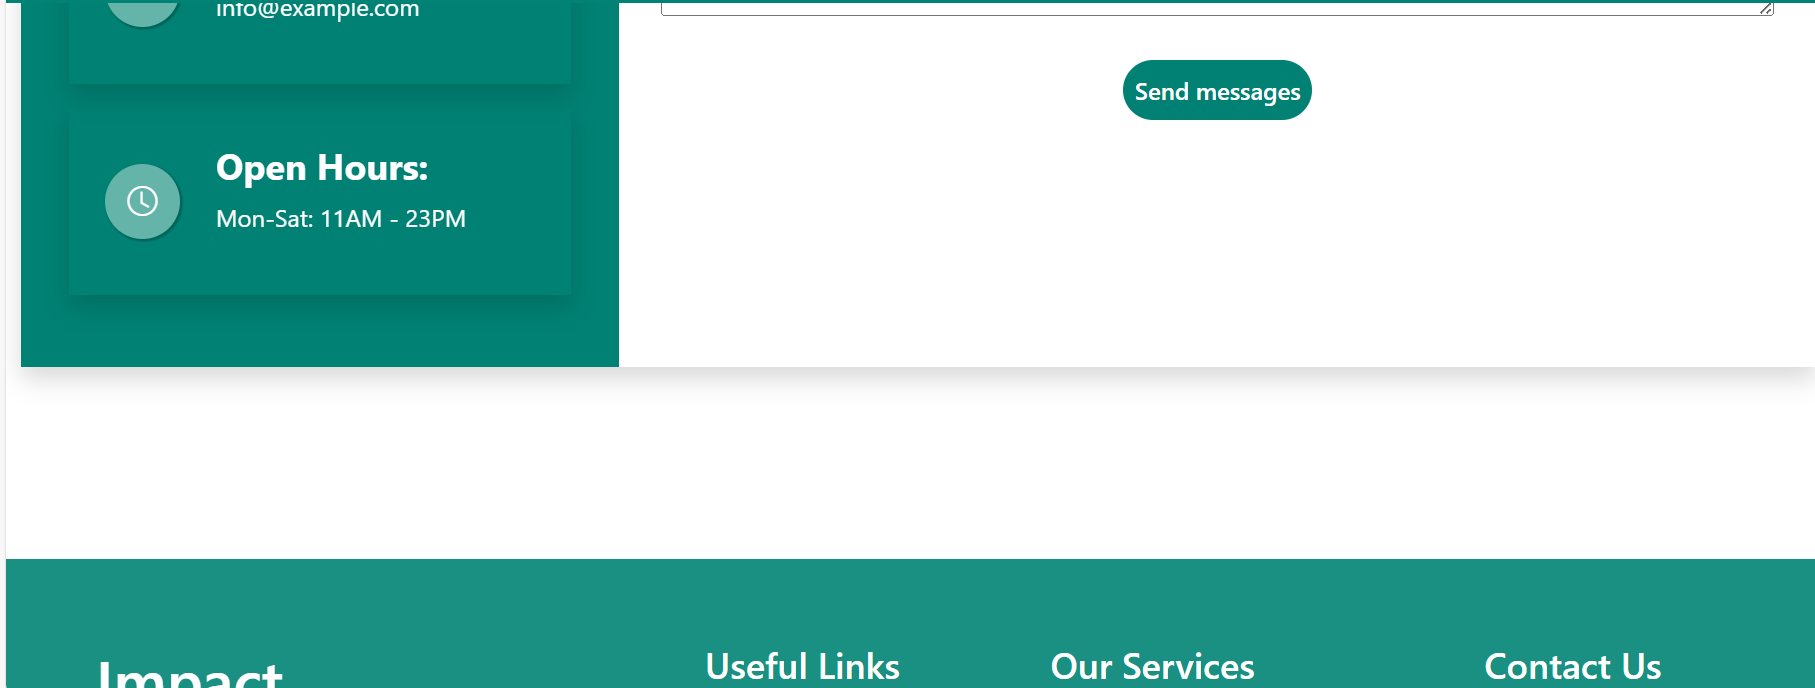 info@example.com
Send messages
Open Hours:
Mon-Sat: 11AM - 23PM
Impact
Useful Links
Our Services
Contact Us